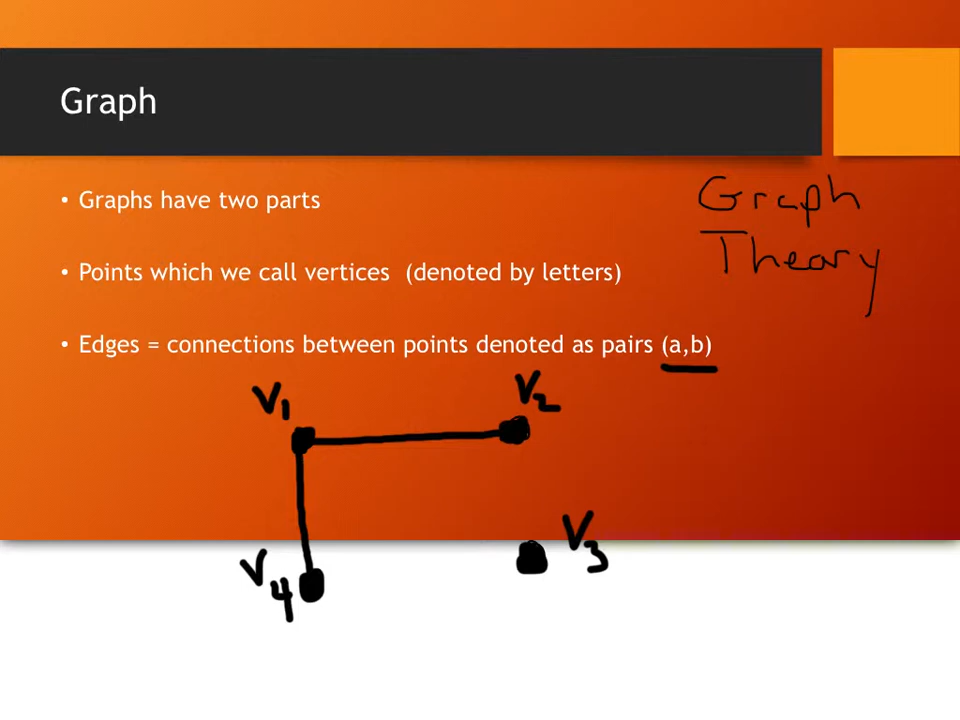 Graph
• Graphs have two parts
Graph
Theory
• Points which we call vertices (denoted by letters)
• Edges = connections between points denoted as pairs (a,b)
V1
V2
V3
V4